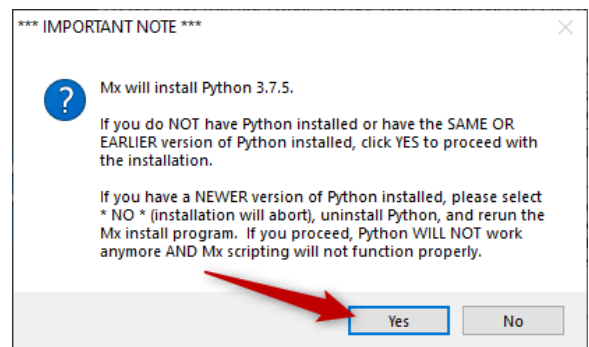 *** IMPORTANT NOTE ***
?
Mx will install Python 3.7.5.
If you do NOT have Python installed or have the SAME OR
EARLIER version of Python installed, click YES to proceed with
the installation.
If you have a NEWER version of Python installed, please select
* NO * (installation will abort), uninstall Python, and rerun the
Mx install program.  If you proceed, Python WILL NOT work
anymore AND Mx scripting will not function properly.
Yes
No